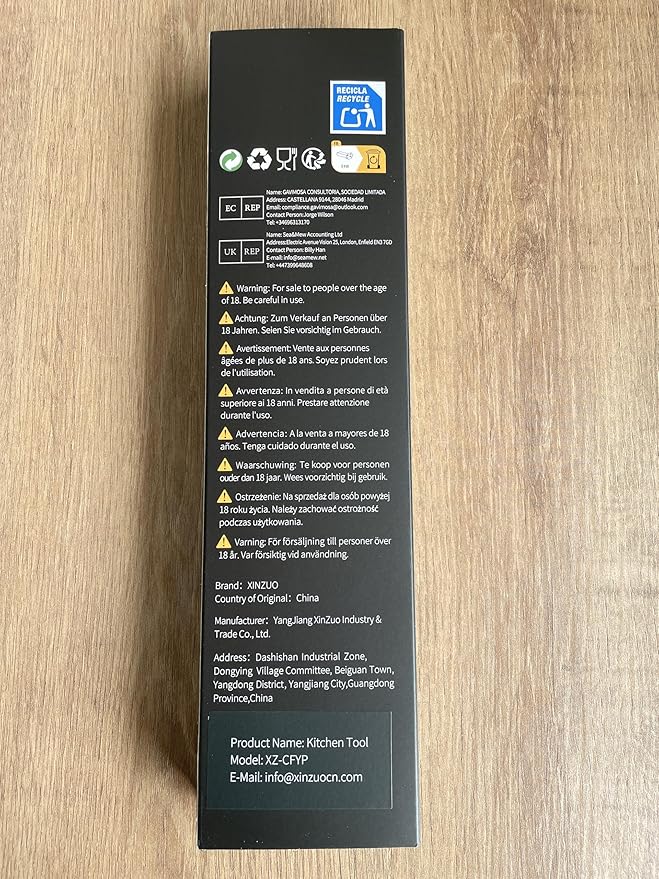 RECICLA
RECYCLE
EC REP
Name: GAVIMOSA CONSULTORIA, SOCIEDAD LIMITADA
Address: CASTELLANA 9144, 28046 Madrid
Email: compliance.gavimosa@outlook.com
Contact Person: Jorge Wilson
Tel: +34696313170
UK REP
Name: Sea&Mew Accounting Ltd
Address: Electric Avenue Vision 25, London, Enfield EN3 7GD
Contact Person: Billy Han
E-mail: info@seamew.net
Tel: +447399648608
Warning: For sale to people over the age
of 18. Be careful in use.
Achtung: Zum Verkauf an Personen über
18 Jahren. Seien Sie vorsichtig im Gebrauch.
Avertissement: Vente aux personnes
âgées de plus de 18 ans. Soyez prudent lors
de l'utilisation.
Avvertenza: In vendita a persone di età
superiore ai 18 anni. Prestare attenzione
durante l'uso.
Advertencia: A la venta a mayores de 18
años. Tenga cuidado durante el uso.
Waarschuwing: Te koop voor personen
ouder dan 18 jaar. Wees voorzichtig bij gebruik.
Ostrzeżenie: Na sprzedaż dla osób powyżej
18 roku życia. Należy zachować ostrożność
podczas użytkowania.
Varning: För försäljning till personer över
18 år. Var försiktig vid användning.
Brand: XINZUO
Country of Original: China
Manufacturer: YangJiang XinZuo Industry &
Trade Co., Ltd.
Address: Dashishan Industrial Zone,
Dongying Village Committee, Beiguan Town,
Yangdong District, Yangjiang City,Guangdong
Province,China
Product Name: Kitchen Tool
Model: XZ-CFYP
E-Mail: info@xinzuocn.com